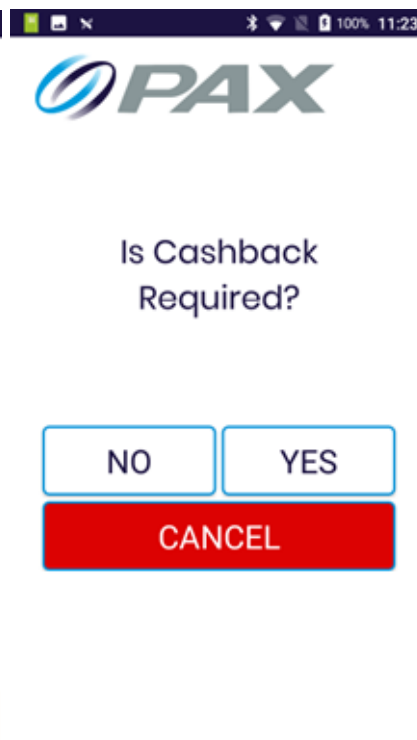 100% 11:23
PAX
Is Cashback
Required?
NO YES
CANCEL